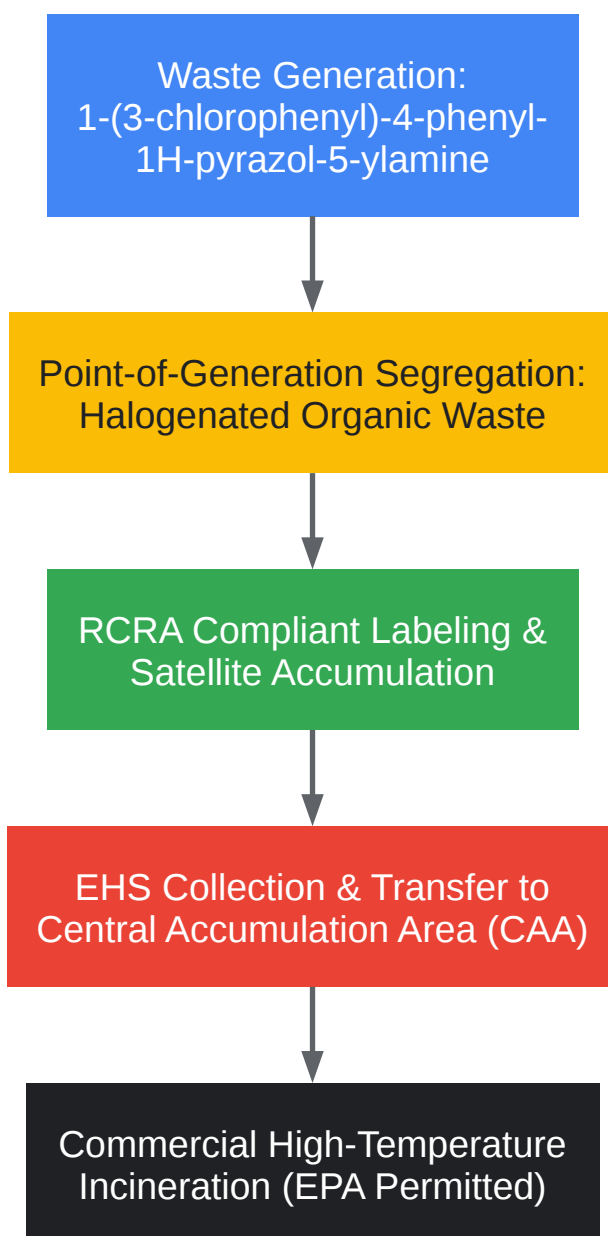 Waste Generation:
1-(3-chlorophenyl)-4-phenyl-
1H-pyrazol-5-ylamine
Point-of-Generation Segregation:
Halogenated Organic Waste
RCRA Compliant Labeling &
Satellite Accumulation
EHS Collection & Transfer to
Central Accumulation Area (CAA)
Commercial High-Temperature
Incineration (EPA Permitted)